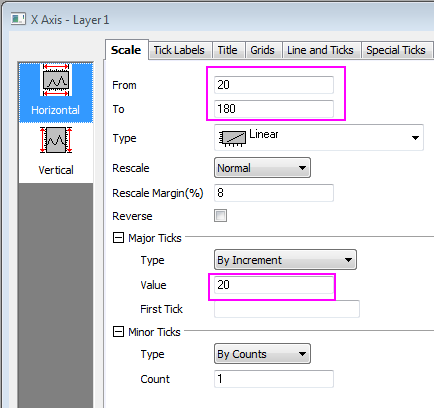 X Axis - Layer1
Scale Tick Labels Title Grids Line and Ticks Special Ticks
Horizontal
Vertical
From 20
To 180
Type Linear
Rescale Normal
Rescale Margin(%) 8
Reverse
Major Ticks
Type By Increment
Value 20
First Tick
Minor Ticks
Type By Counts
Count 1